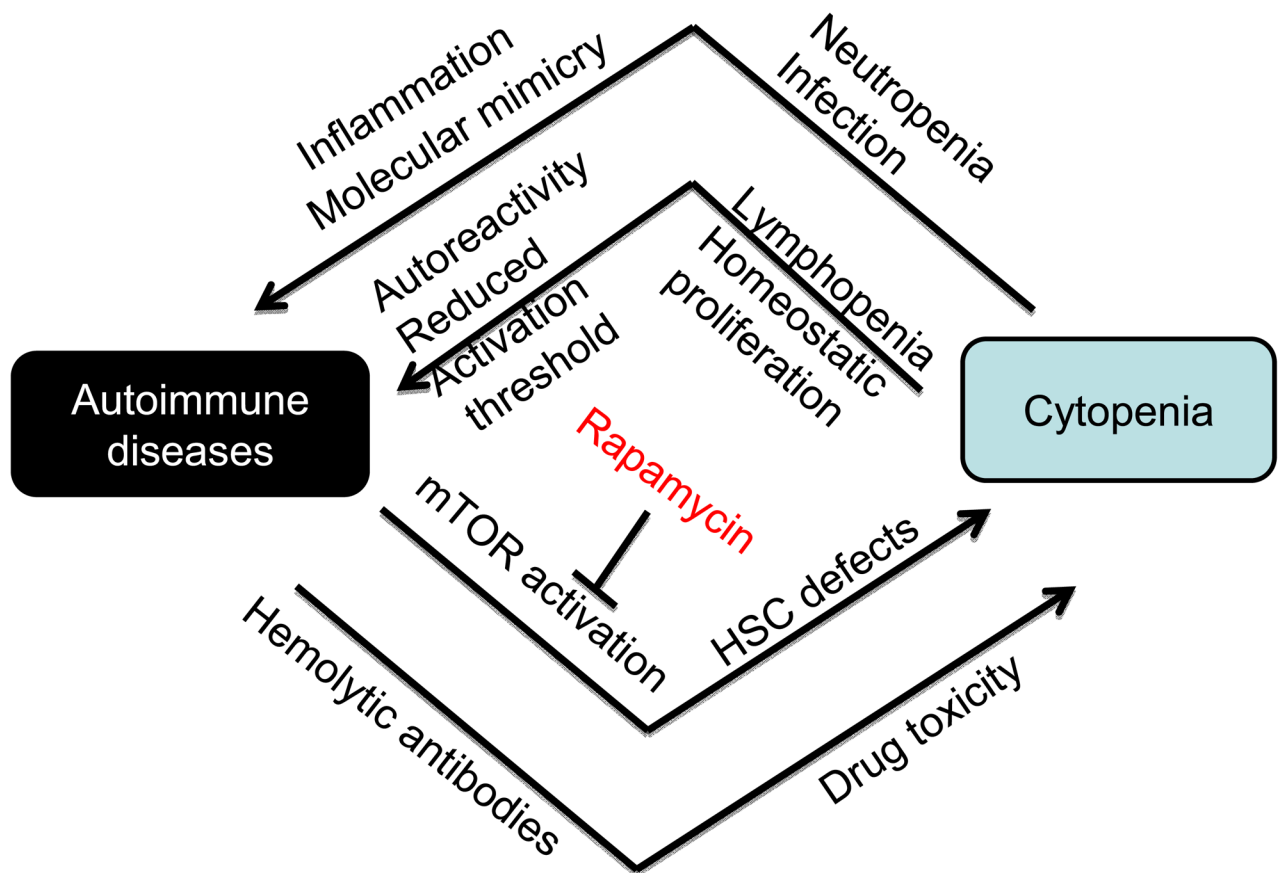 Inflammation
Molecular mimicry
Neutropenia
Infection
Autoreactivity
Reduced
Activation
threshold
Lymphopenia
Homeostatic
proliferation
Autoimmune
diseases
Cytopenia
Rapamycin
mTOR activation
HSC defects
Hemolytic antibodies
Drug toxicity